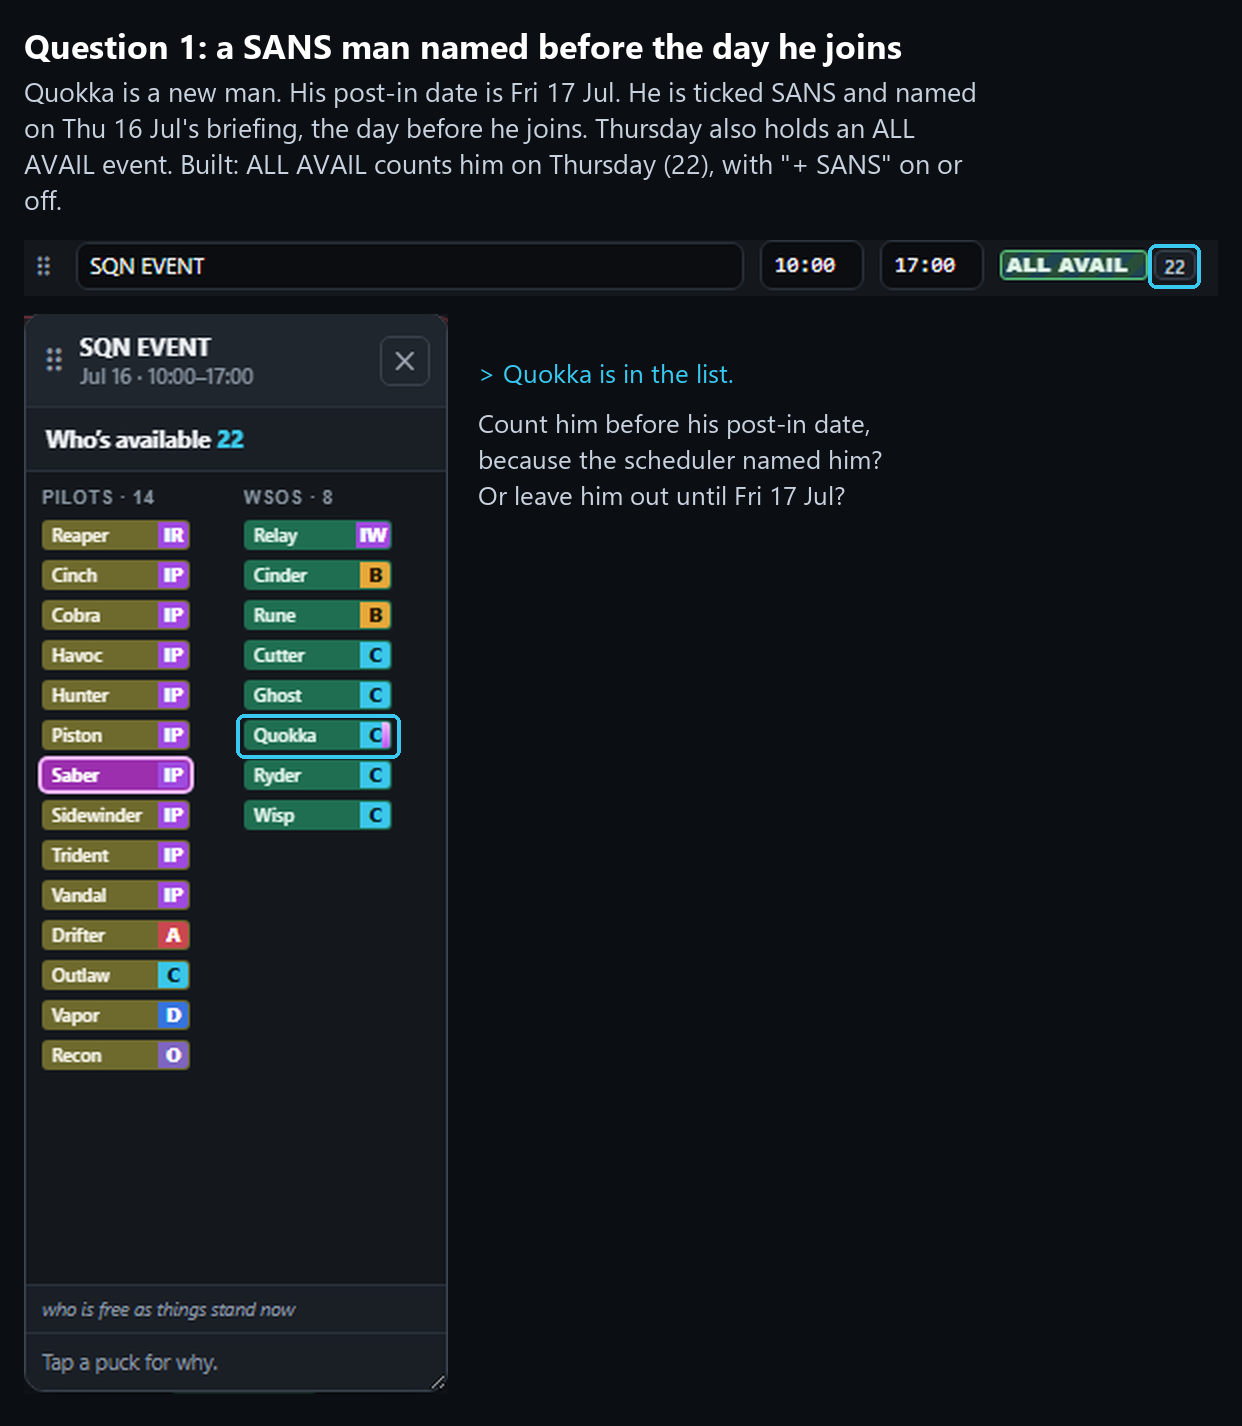 Question 1: a SANS man named before the day he joins
Quokka is a new man. His post-in date is Fri 17 Jul. He is ticked SANS and named
on Thu 16 Jul's briefing, the day before he joins. Thursday also holds an ALL
AVAIL event. Built: ALL AVAIL counts him on Thursday (22), with "+ SANS" on or
off.
SQN EVENT 10:00 17:00 ALL AVAIL 22
SQN EVENT
Jul 16 · 10:00–17:00
Who's available 22
PILOTS · 14 WSOS · 8
Reaper IR Relay IW
Cinch IP Cinder B
Cobra IP Rune B
Havoc IP Cutter C
Hunter IP Ghost C
Piston IP Quokka C
Saber IP Ryder C
Sidewinder IP Wisp C
Trident IP
Vandal IP
Drifter A
Outlaw C
Vapor D
Recon O
who is free as things stand now
Tap a puck for why.
> Quokka is in the list.
Count him before his post-in date,
because the scheduler named him?
Or leave him out until Fri 17 Jul?